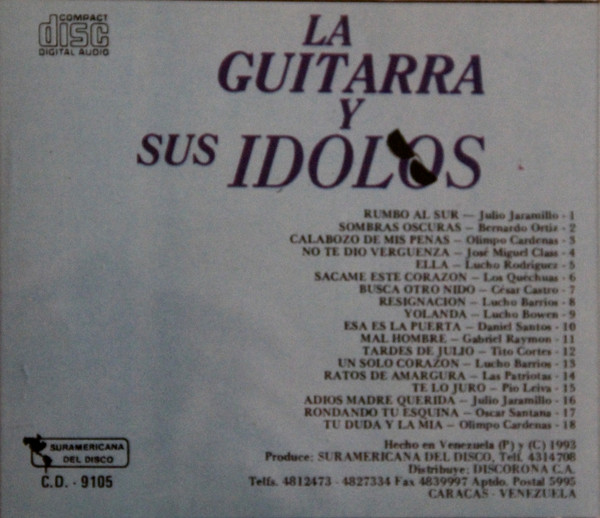 COMPACT
disc
DIGITAL AUDIO
LA
GUITARRA
Y
SUS IDOLOS
RUMBO AL SUR — Julio Jaramillo - 1
SOMBRAS OSCURAS — Bernardo Ortiz - 2
CALABOZO DE MIS PENAS — Olimpo Cardenas - 3
NO TE DIO VERGUENZA — José Miguel Class - 4
ELLA — Lucho Rodríguez - 5
SACAME ESTE CORAZON — Los Quechuas - 6
BUSCA OTRO NIDO — César Castro - 7
RESIGNACION — Lucho Barrios - 8
YOLANDA — Lucho Bowen - 9
ESA ES LA PUERTA — Daniel Santos - 10
MAL HOMBRE — Gabriel Raymon - 11
TARDES DE JULIO — Tito Cortes - 12
UN SOLO CORAZON — Lucho Barrios - 13
RATOS DE AMARGURA — Las Patriotas - 14
TE LO JURO — Pio Leiva - 15
ADIOS MADRE QUERIDA — Julio Jaramillo - 16
RONDANDO TU ESQUINA — Oscar Santana - 17
TU DUDA Y LA MIA — Olimpo Cardenas - 18
Hecho en Venezuela (P) y (C) 1993
Produce: SURAMERICANA DEL DISCO, Telf. 4314708
Distribuye: DISCORONA C.A.
Telfs. 4812473 - 4827334 Fax 4839997 Aptdo. Postal 5995
CARACAS - VENEZUELA
SURAMERICANA
DEL DISCO
C.D. - 9105